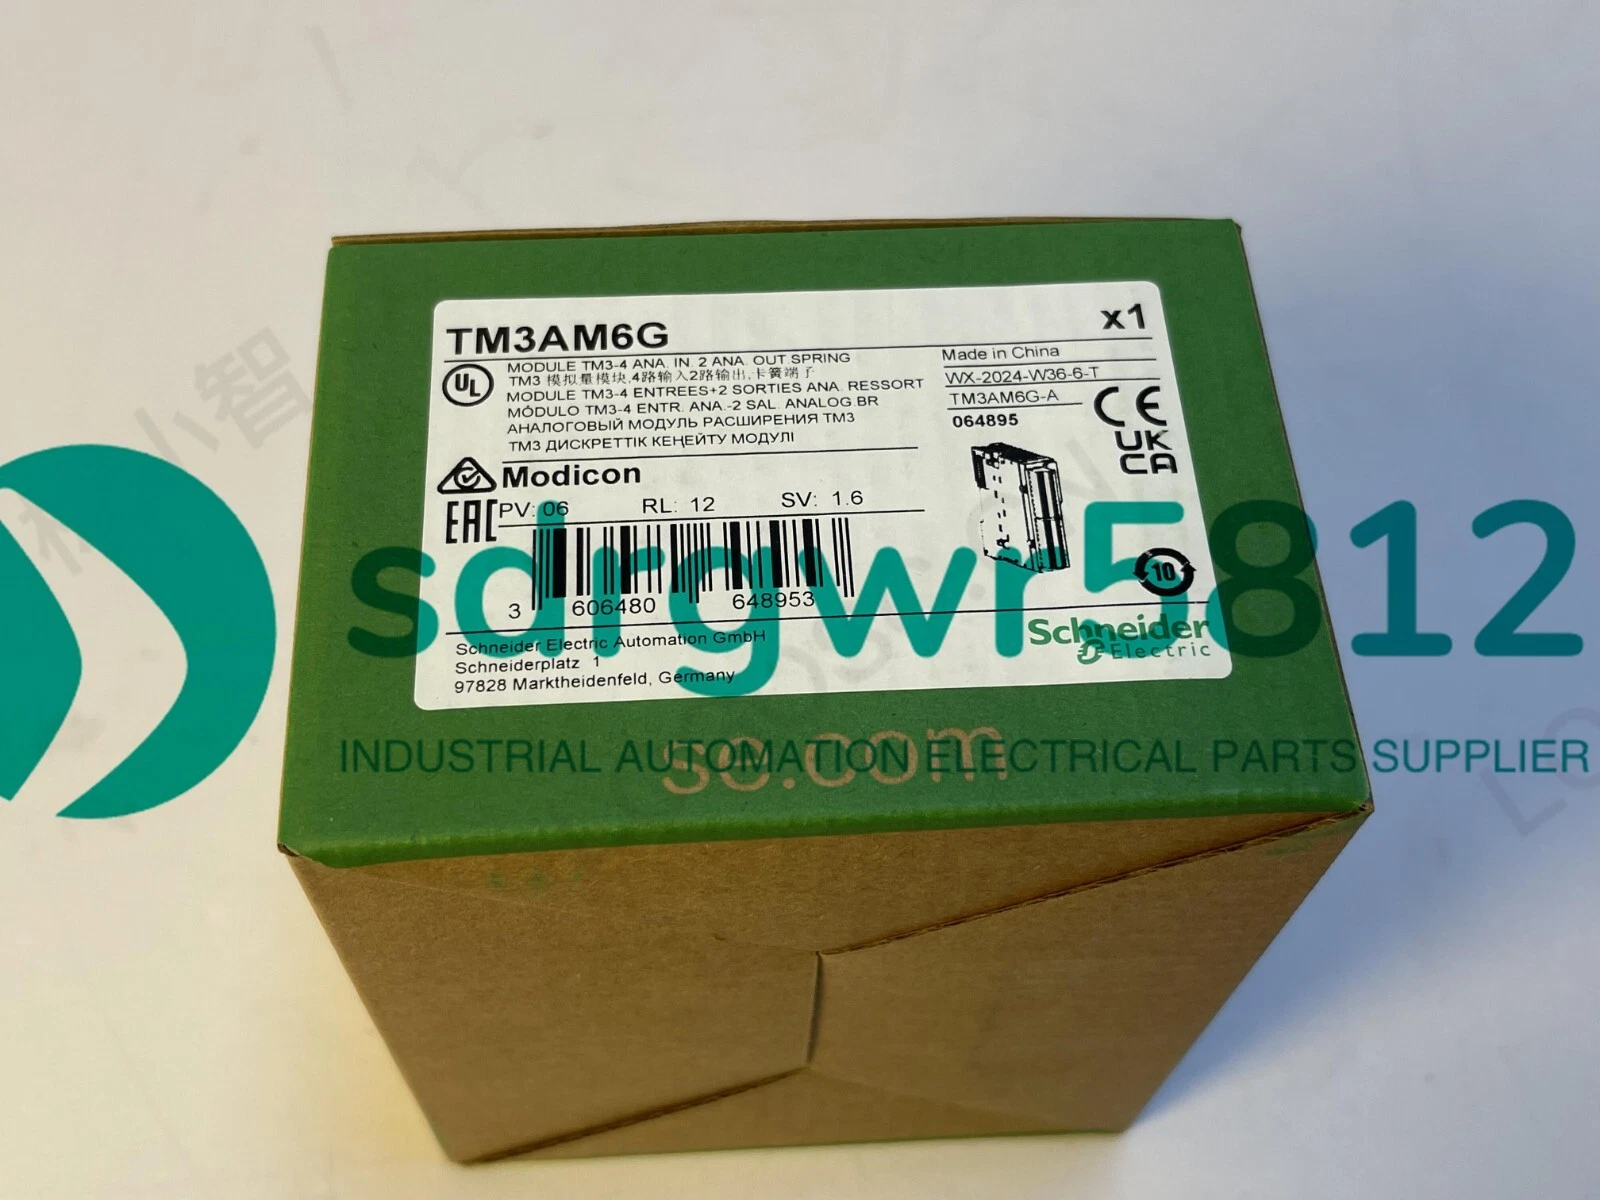 TM3AM6G
x1
MODULE TM3-4 ANA. IN. 2 ANA. OUT SPRING
TM3 模拟量模块,4路输入2路输出,卡簧端子
MODULE TM3-4 ENTREES+2 SORTIES ANA. RESSORT
MÓDULO TM3-4 ENTR. ANA.-2 SAL. ANALOG BR
АНАЛОГОВЫЙ МОДУЛЬ РАСШИРЕНИЯ TM3
TM3 ДИСКРЕТТІК КЕҢЕЙТУ МОДУЛІ
UL
Made in China
WX-2024-W36-6-T
TM3AM6G-A
064895
CE
UK
CA
Modicon
EAC
PV: 06 RL: 12 SV: 1.6
3 606480 648953
10
Schneider Electric Automation GmbH
Schneiderplatz 1
97828 Marktheidenfeld, Germany
Schneider
Electric
se.com
sdrgwr5812
INDUSTRIAL AUTOMATION ELECTRICAL PARTS SUPPLIER